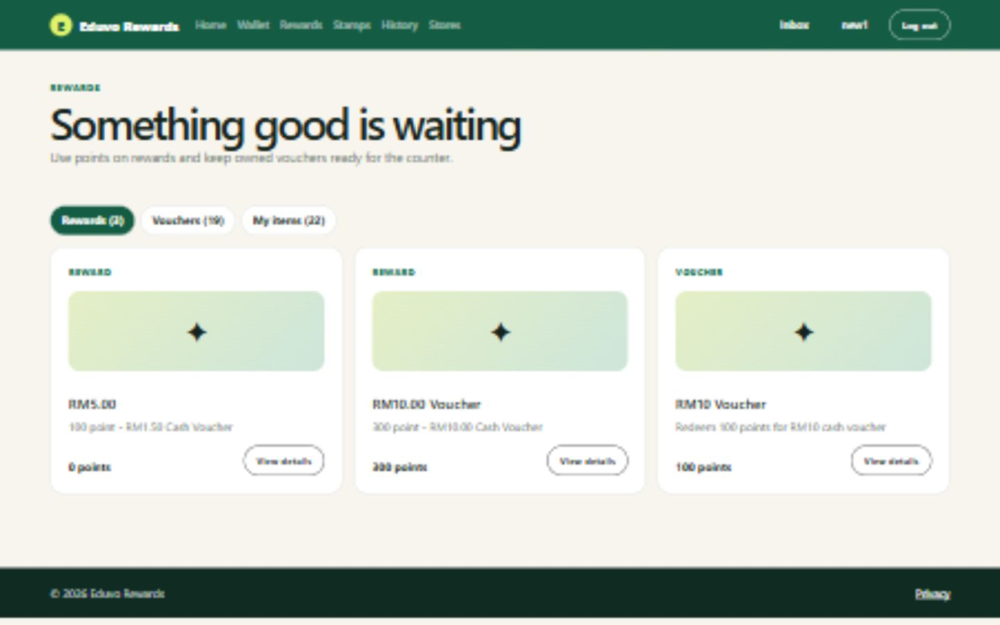 E Eduvo Rewards Home Wallet Rewards Stamps History Stores Inbox new1 Log out
REWARDS
Something good is waiting
Use points on rewards and keep owned vouchers ready for the counter.
Rewards (3) Vouchers (19) My items (22)
REWARD
RM5.00
100 point - RM1.50 Cash Voucher
0 points View details
REWARD
RM10.00 Voucher
300 point - RM10.00 Cash Voucher
300 points View details
VOUCHER
RM10 Voucher
Redeem 100 points for RM10 cash voucher
100 points View details
© 2026 Eduvo Rewards Privacy